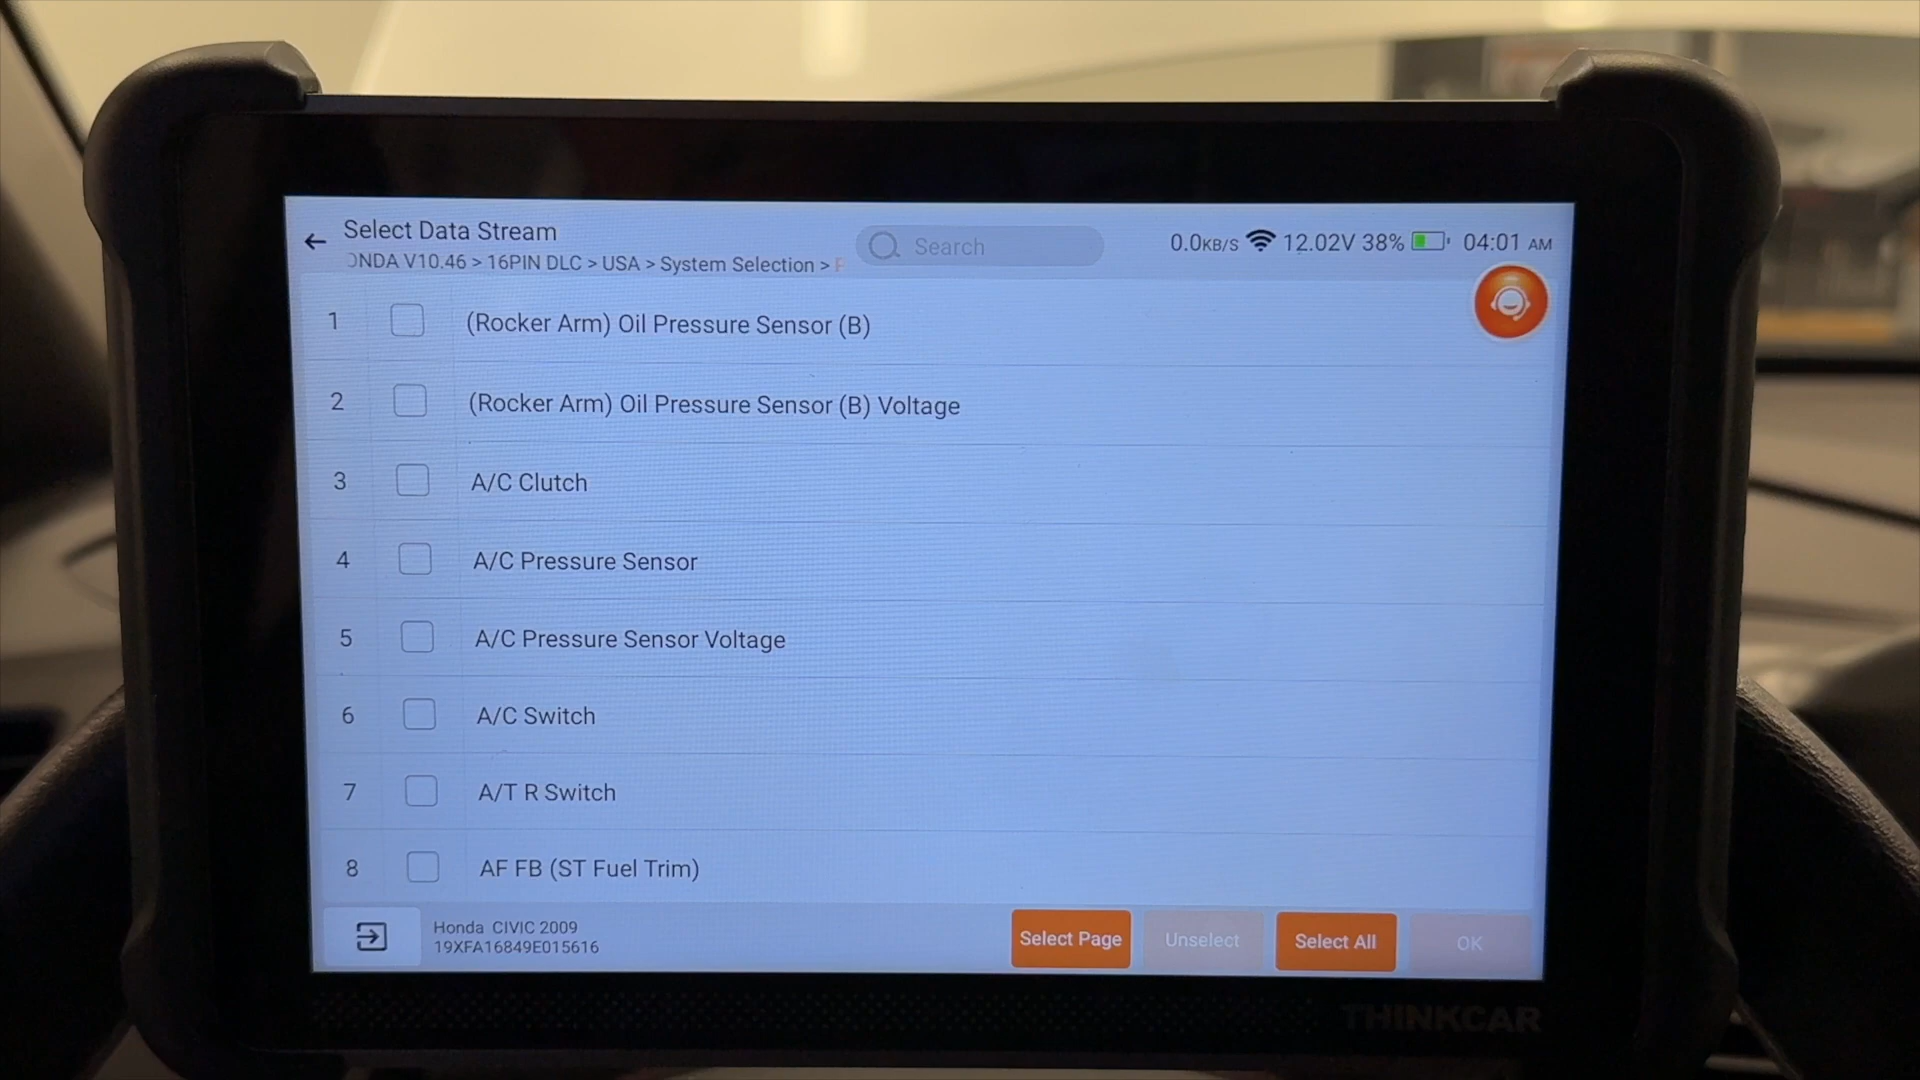 Select Data Stream
ONDA V10.46 > 16PIN DLC > USA > System Selection >
Search
0.0KB/S 12.02V 38% 04:01 AM
1 (Rocker Arm) Oil Pressure Sensor (B)
2 (Rocker Arm) Oil Pressure Sensor (B) Voltage
3 A/C Clutch
4 A/C Pressure Sensor
5 A/C Pressure Sensor Voltage
6 A/C Switch
7 A/T R Switch
8 AF FB (ST Fuel Trim)
Honda CIVIC 2009
19XFA16849E015616
Select Page
Unselect
Select All
OK
THINKCAR